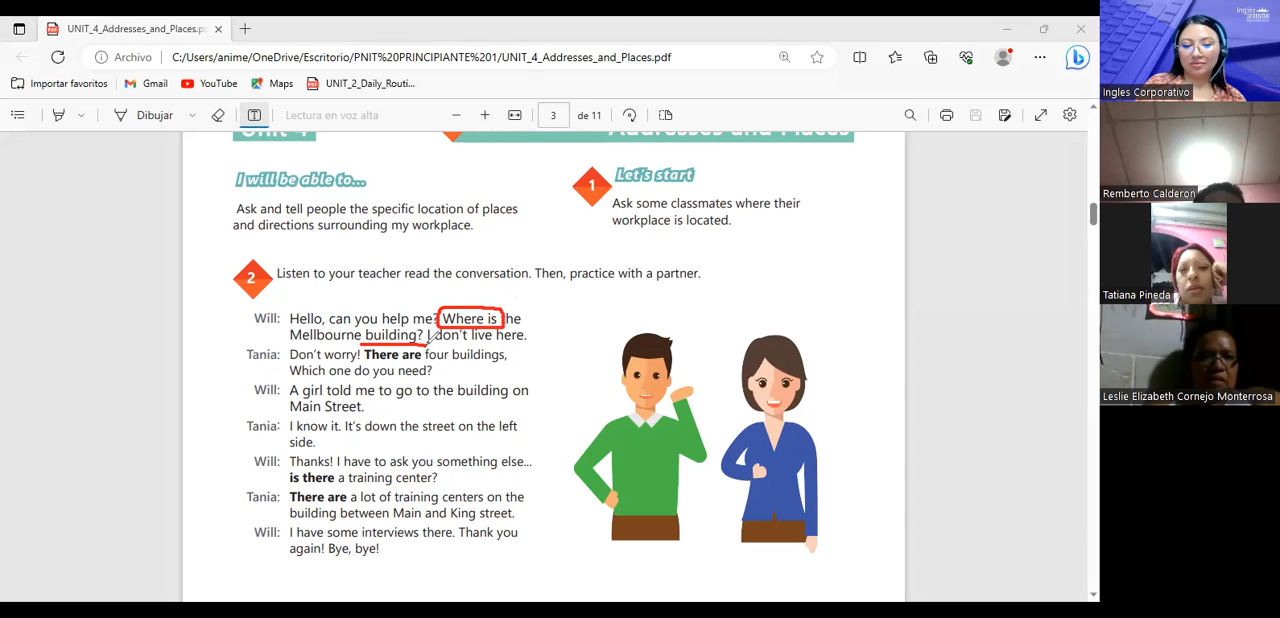 UNIT_4_Addresses_and_Places.p
Archivo
C:/Users/anime/OneDrive/Escritorio/PNIT%20PRINCIPIANTE%201/UNIT_4_Addresses_and_Places.pdf
Importar favoritos
Gmail
YouTube
Maps
UNIT_2_Daily_Routi...
Dibujar
Lectura en voz alta
3
de 11
Unit 4
Addresses and Places
I will be able to...
Ask and tell people the specific location of places
and directions surrounding my workplace.
1
Let's start
Ask some classmates where their
workplace is located.
2
Listen to your teacher read the conversation. Then, practice with a partner.
Will: Hello, can you help me? Where is the
Mellbourne building? I don't live here.
Tania: Don't worry! There are four buildings,
Which one do you need?
Will: A girl told me to go to the building on
Main Street.
Tania: I know it. It's down the street on the left
side.
Will: Thanks! I have to ask you something else...
is there a training center?
Tania: There are a lot of training centers on the
building between Main and King street.
Will: I have some interviews there. Thank you
again! Bye, bye!
Ingles Corporativo
Remberto Calderon
Tatiana Pineda
Leslie Elizabeth Cornejo Monterrosa